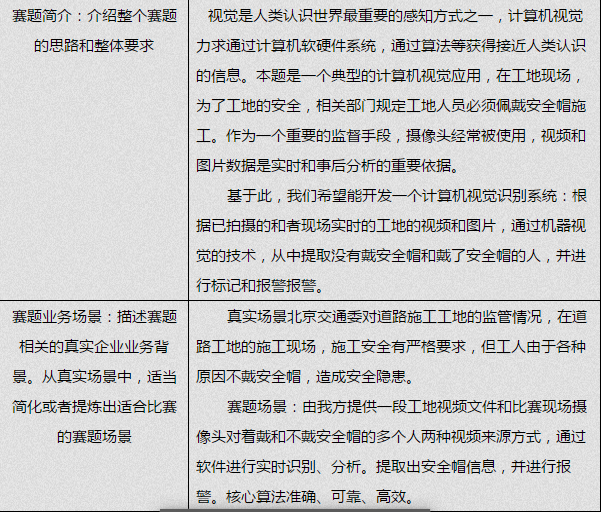 赛题简介：介绍整个赛题
的思路和整体要求
视觉是人类认识世界最重要的感知方式之一，计算机视觉
力求通过计算机软硬件系统，通过算法等获得接近人类认识
的信息。本题是一个典型的计算机视觉应用，在工地现场，
为了工地的安全，相关部门规定工地人员必须佩戴安全帽施
工。作为一个重要的监督手段，摄像头经常被使用，视频和
图片数据是实时和事后分析的重要依据。
基于此，我们希望能开发一个计算机视觉识别系统：根
据已拍摄的和者现场实时的工地的视频和图片，通过机器视
觉的技术，从中提取没有戴安全帽和戴了安全帽的人，并进
行标记和报警报警。
赛题业务场景：描述赛题
相关的真实企业业务背
景。从真实场景中，适当
简化或者提炼出适合比赛
的赛题场景
真实场景北京交通委对道路施工工地的监管情况，在道
路工地的施工现场，施工安全有严格要求，但工人由于各种
原因不戴安全帽，造成安全隐患。
赛题场景：由我方提供一段工地视频文件和比赛现场摄
像头对着戴和不戴安全帽的多个人两种视频来源方式，通过
软件进行实时识别、分析。提取出安全帽信息，并进行报
警。核心算法准确、可靠、高效。